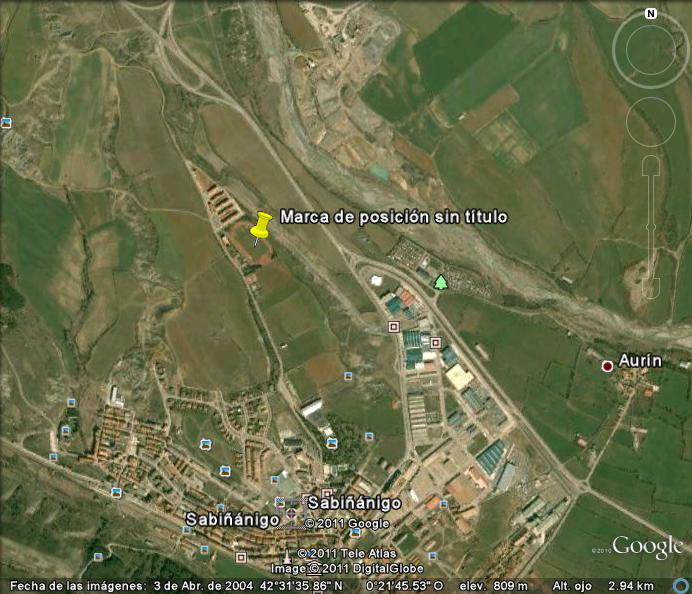 N
Marca de posición sin título
Aurín
Sabiñánigo
Sabiñánigo
© 2011 Google
© 2011 Tele Atlas
Image © 2011 DigitalGlobe
©2010 Google
Fecha de las imágenes: 3 de Abr. de 2004 42°31'35.86" N 0°21'45.53" O elev. 809 m Alt. ojo 2.94 km